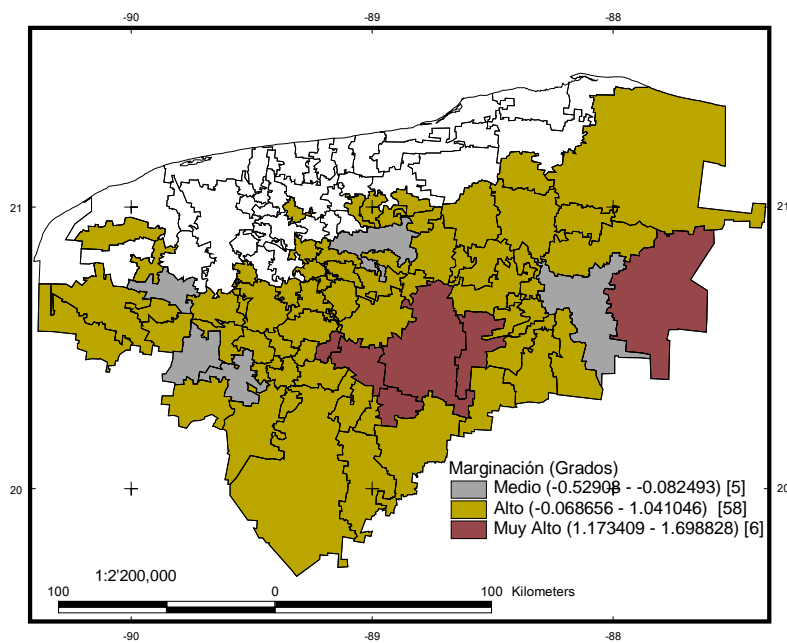 -90 -89 -88
21 21
20 20
Marginación (Grados)
Medio (-0.52908 - -0.082493) [5]
Alto (-0.068656 - 1.041046) [58]
Muy Alto (1.173409 - 1.698828) [6]
1:2'200,000
100 0 100 Kilometers
-90 -89 -88